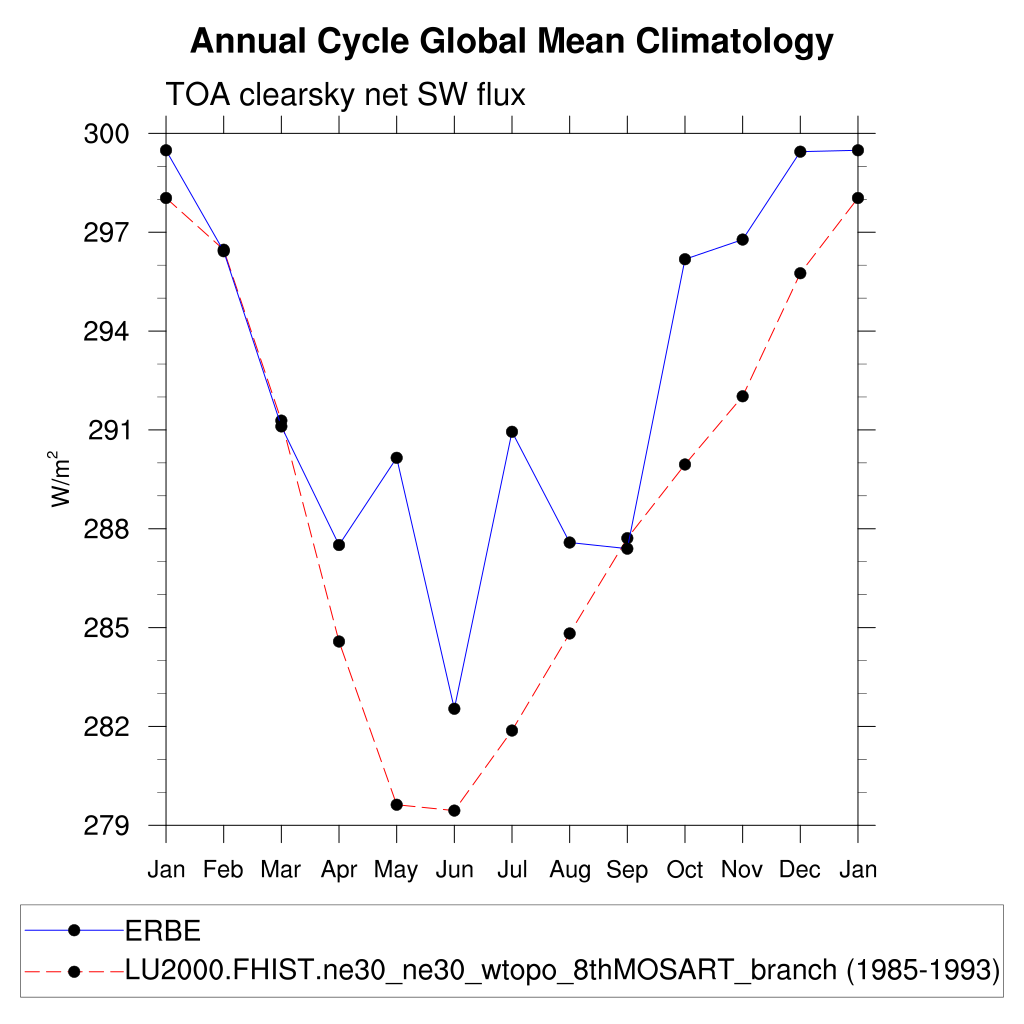 Annual Cycle Global Mean Climatology
TOA clearsky net SW flux
300
297
294
291
288
285
282
279
W/m²
Jan Feb Mar Apr May Jun Jul Aug Sep Oct Nov Dec Jan
ERBE
LU2000.FHIST.ne30_ne30_wtopo_8thMOSART_branch (1985-1993)